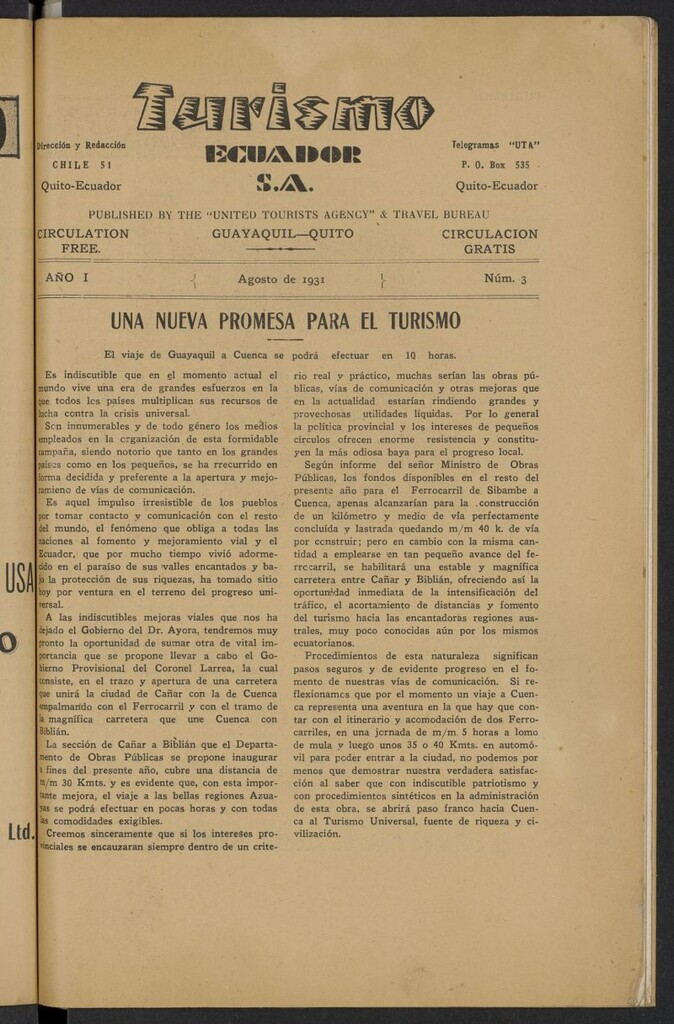 Turismo
ECUADOR
S.A.
Dirección y Redacción
CHILE 51
Quito-Ecuador
Telegramas "UTA"
P. O. Box 535
Quito-Ecuador
PUBLISHED BY THE "UNITED TOURISTS AGENCY" & TRAVEL BUREAU
CIRCULATION
FREE.
GUAYAQUIL—QUITO
CIRCULACION
GRATIS
AÑO I
Agosto de 1931
Núm. 3
UNA NUEVA PROMESA PARA EL TURISMO
El viaje de Guayaquil a Cuenca se podrá efectuar en 10 horas.
Es indiscutible que en el momento actual el
mundo vive una era de grandes esfuerzos en la
que todos los países multiplican sus recursos de
lucha contra la crisis universal.
Son innumerables y de todo género los medios
empleados en la organización de esta formidable
campaña, siendo notorio que tanto en los grandes
países como en los pequeños, se ha rrecurrido en
forma decidida y preferente a la apertura y mejo-
ramieno de vías de comunicación.
Es aquel impulso irresistible de los pueblos
por tomar contacto y comunicación con el resto
del mundo, el fenómeno que obliga a todas las
naciones al fomento y mejoramiento vial y el
Ecuador, que por mucho tiempo vivió adorme-
cido en el paraíso de sus valles encantados y ba-
jo la protección de sus riquezas, ha tomado sitio
hoy por ventura en el terreno del progreso uni-
versal.
A las indiscutibles mejoras viales que nos ha
dejado el Gobierno del Dr. Ayora, tendremos muy
pronto la oportunidad de sumar otra de vital im-
portancia que se propone llevar a cabo el Go-
bierno Provisional del Coronel Larrea, la cual
consiste, en el trazo y apertura de una carretera
que unirá la ciudad de Cañar con la de Cuenca
empalmando con el Ferrocarril y con el tramo de
la magnífica carretera que une Cuenca con
Biblián.
La sección de Cañar a Biblián que el Departa-
mento de Obras Públicas se propone inaugurar
a fines del presente año, cubre una distancia de
m/m 30 Kmts. y es evidente que, con esta impor-
tante mejora, el viaje a las bellas regiones Azua-
yas se podrá efectuar en pocas horas y con todas
las comodidades exigibles.
Creemos sinceramente que si los intereses pro-
vinciales se encauzaran siempre dentro de un crite-
rio real y práctico, muchas serían las obras pú-
blicas, vías de comunicación y otras mejoras que
en la actualidad estarían rindiendo grandes y
provechosas utilidades líquidas. Por lo general
la política provincial y los intereses de pequeños
círculos ofrecen enorme resistencia y constitu-
yen la más odiosa baya para el progreso local.
Según informe del señor Ministro de Obras
Públicas, los fondos disponibles en el resto del
presente año para el Ferrocarril de Sibambe a
Cuenca, apenas alcanzarían para la construcción
de un kilómetro y medio de vía perfectamente
concluída y lastrada quedando m/m 40 k. de vía
por construir; pero en cambio con la misma can-
tidad a emplearse en tan pequeño avance del fe-
rrocarril, se habilitará una estable y magnífica
carretera entre Cañar y Biblián, ofreciendo así la
oportunidad inmediata de la intensificación del
tráfico, el acortamiento de distancias y fomento
del turismo hacia las encantadoras regiones aus-
trales, muy poco conocidas aún por los mismos
ecuatorianos.
Procedimientos de esta naturaleza significan
pasos seguros y de evidente progreso en el fo-
mento de nuestras vías de comunicación. Si re-
flexionamos que por el momento un viaje a Cuen-
ca representa una aventura en la que hay que con-
tar con el itinerario y acomodación de dos Ferro-
carriles, en una jornada de m/m. 5 horas a lomo
de mula y luego unos 35 o 40 Kmts. en automó-
vil para poder entrar a la ciudad, no podemos por
menos que demostrar nuestra verdadera satisfac-
ción al saber que con indiscutible patriotismo y
con procedimientos sintéticos en la administración
de esta obra, se abrirá paso franco hacia Cuen-
ca al Turismo Universal, fuente de riqueza y ci-
vilización.
USA
o
Ltd.